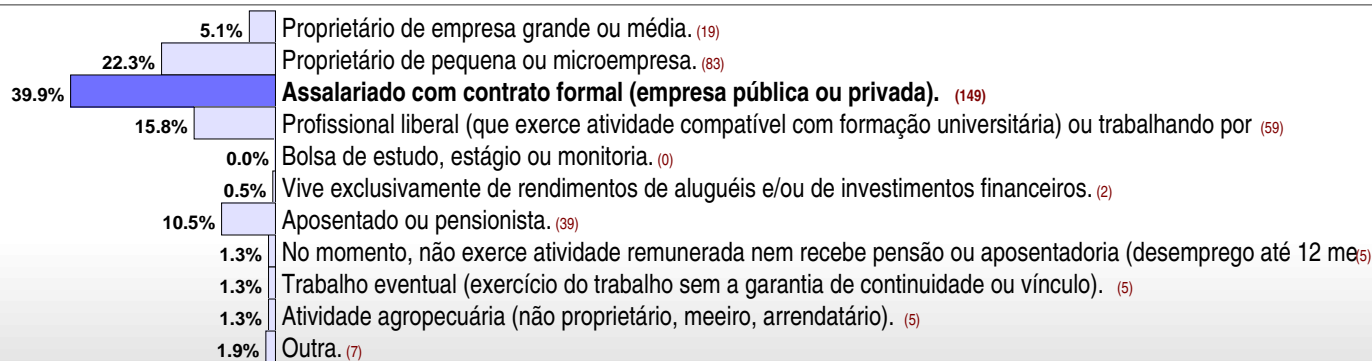 5.1% Proprietário de empresa grande ou média. (19)
22.3% Proprietário de pequena ou microempresa. (83)
39.9% Assalariado com contrato formal (empresa pública ou privada). (149)
15.8% Profissional liberal (que exerce atividade compatível com formação universitária) ou trabalhando por (59)
0.0% Bolsa de estudo, estágio ou monitoria. (0)
0.5% Vive exclusivamente de rendimentos de aluguéis e/ou de investimentos financeiros. (2)
10.5% Aposentado ou pensionista. (39)
1.3% No momento, não exerce atividade remunerada nem recebe pensão ou aposentadoria (desemprego até 12 me (5)
1.3% Trabalho eventual (exercício do trabalho sem a garantia de continuidade ou vínculo). (5)
1.3% Atividade agropecuária (não proprietário, meeiro, arrendatário). (5)
1.9% Outra. (7)